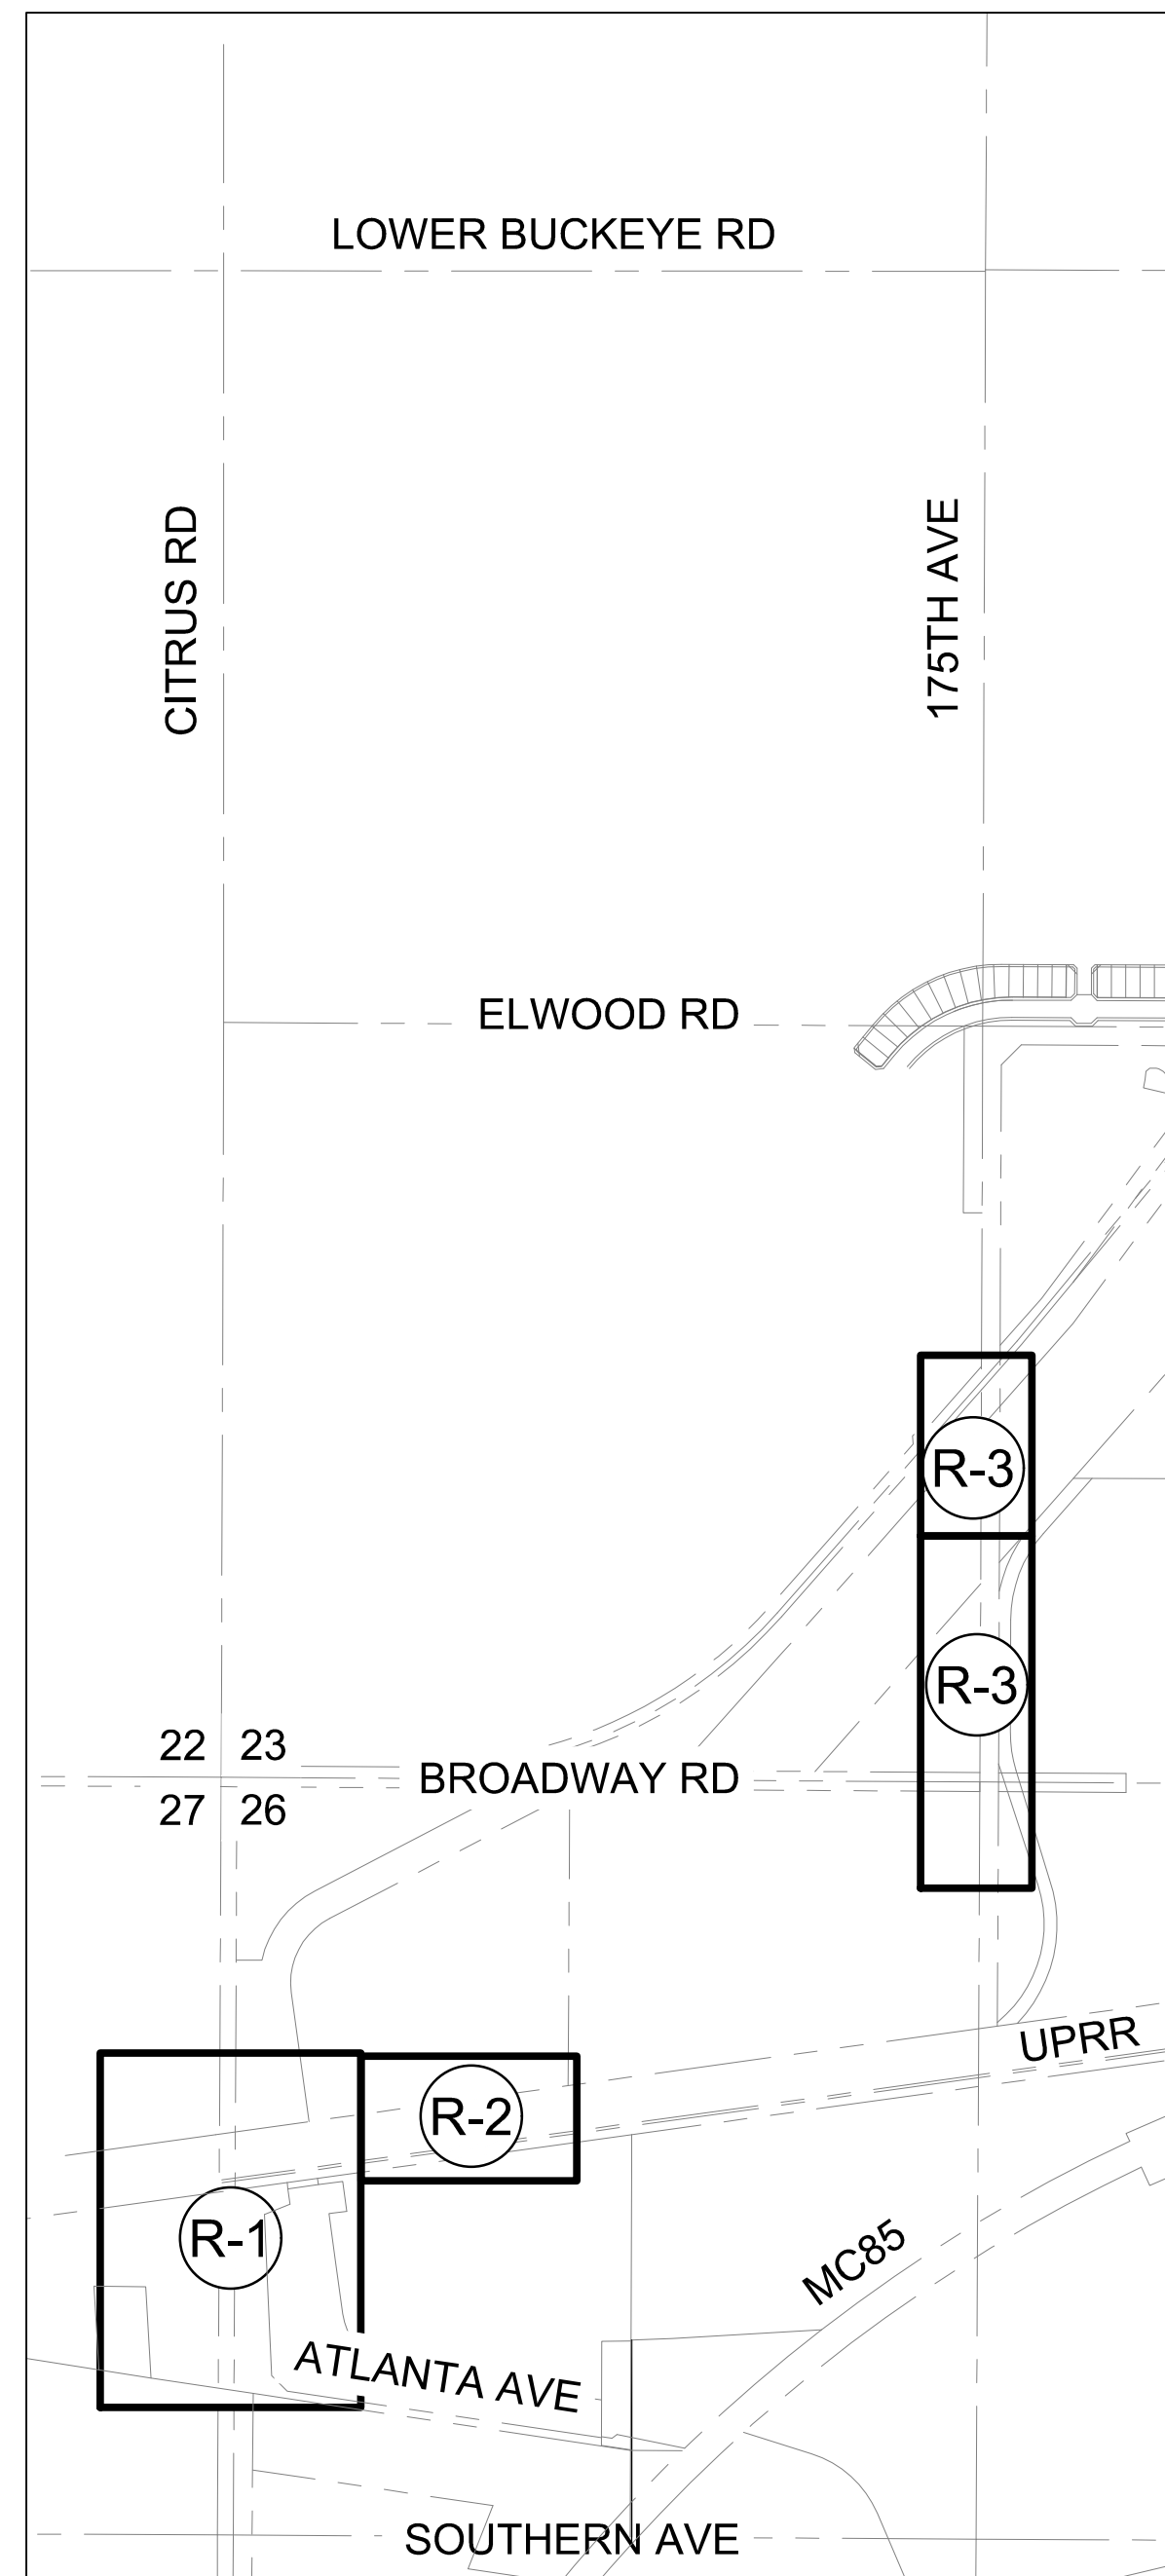 LOWER BUCKEYE RD
CITRUS RD
175TH AVE
ELWOOD RD
R-3
R-3
22 23
BROADWAY RD
27 26
UPRR
R-2
R-1
MC85
ATLANTA AVE
SOUTHERN AVE